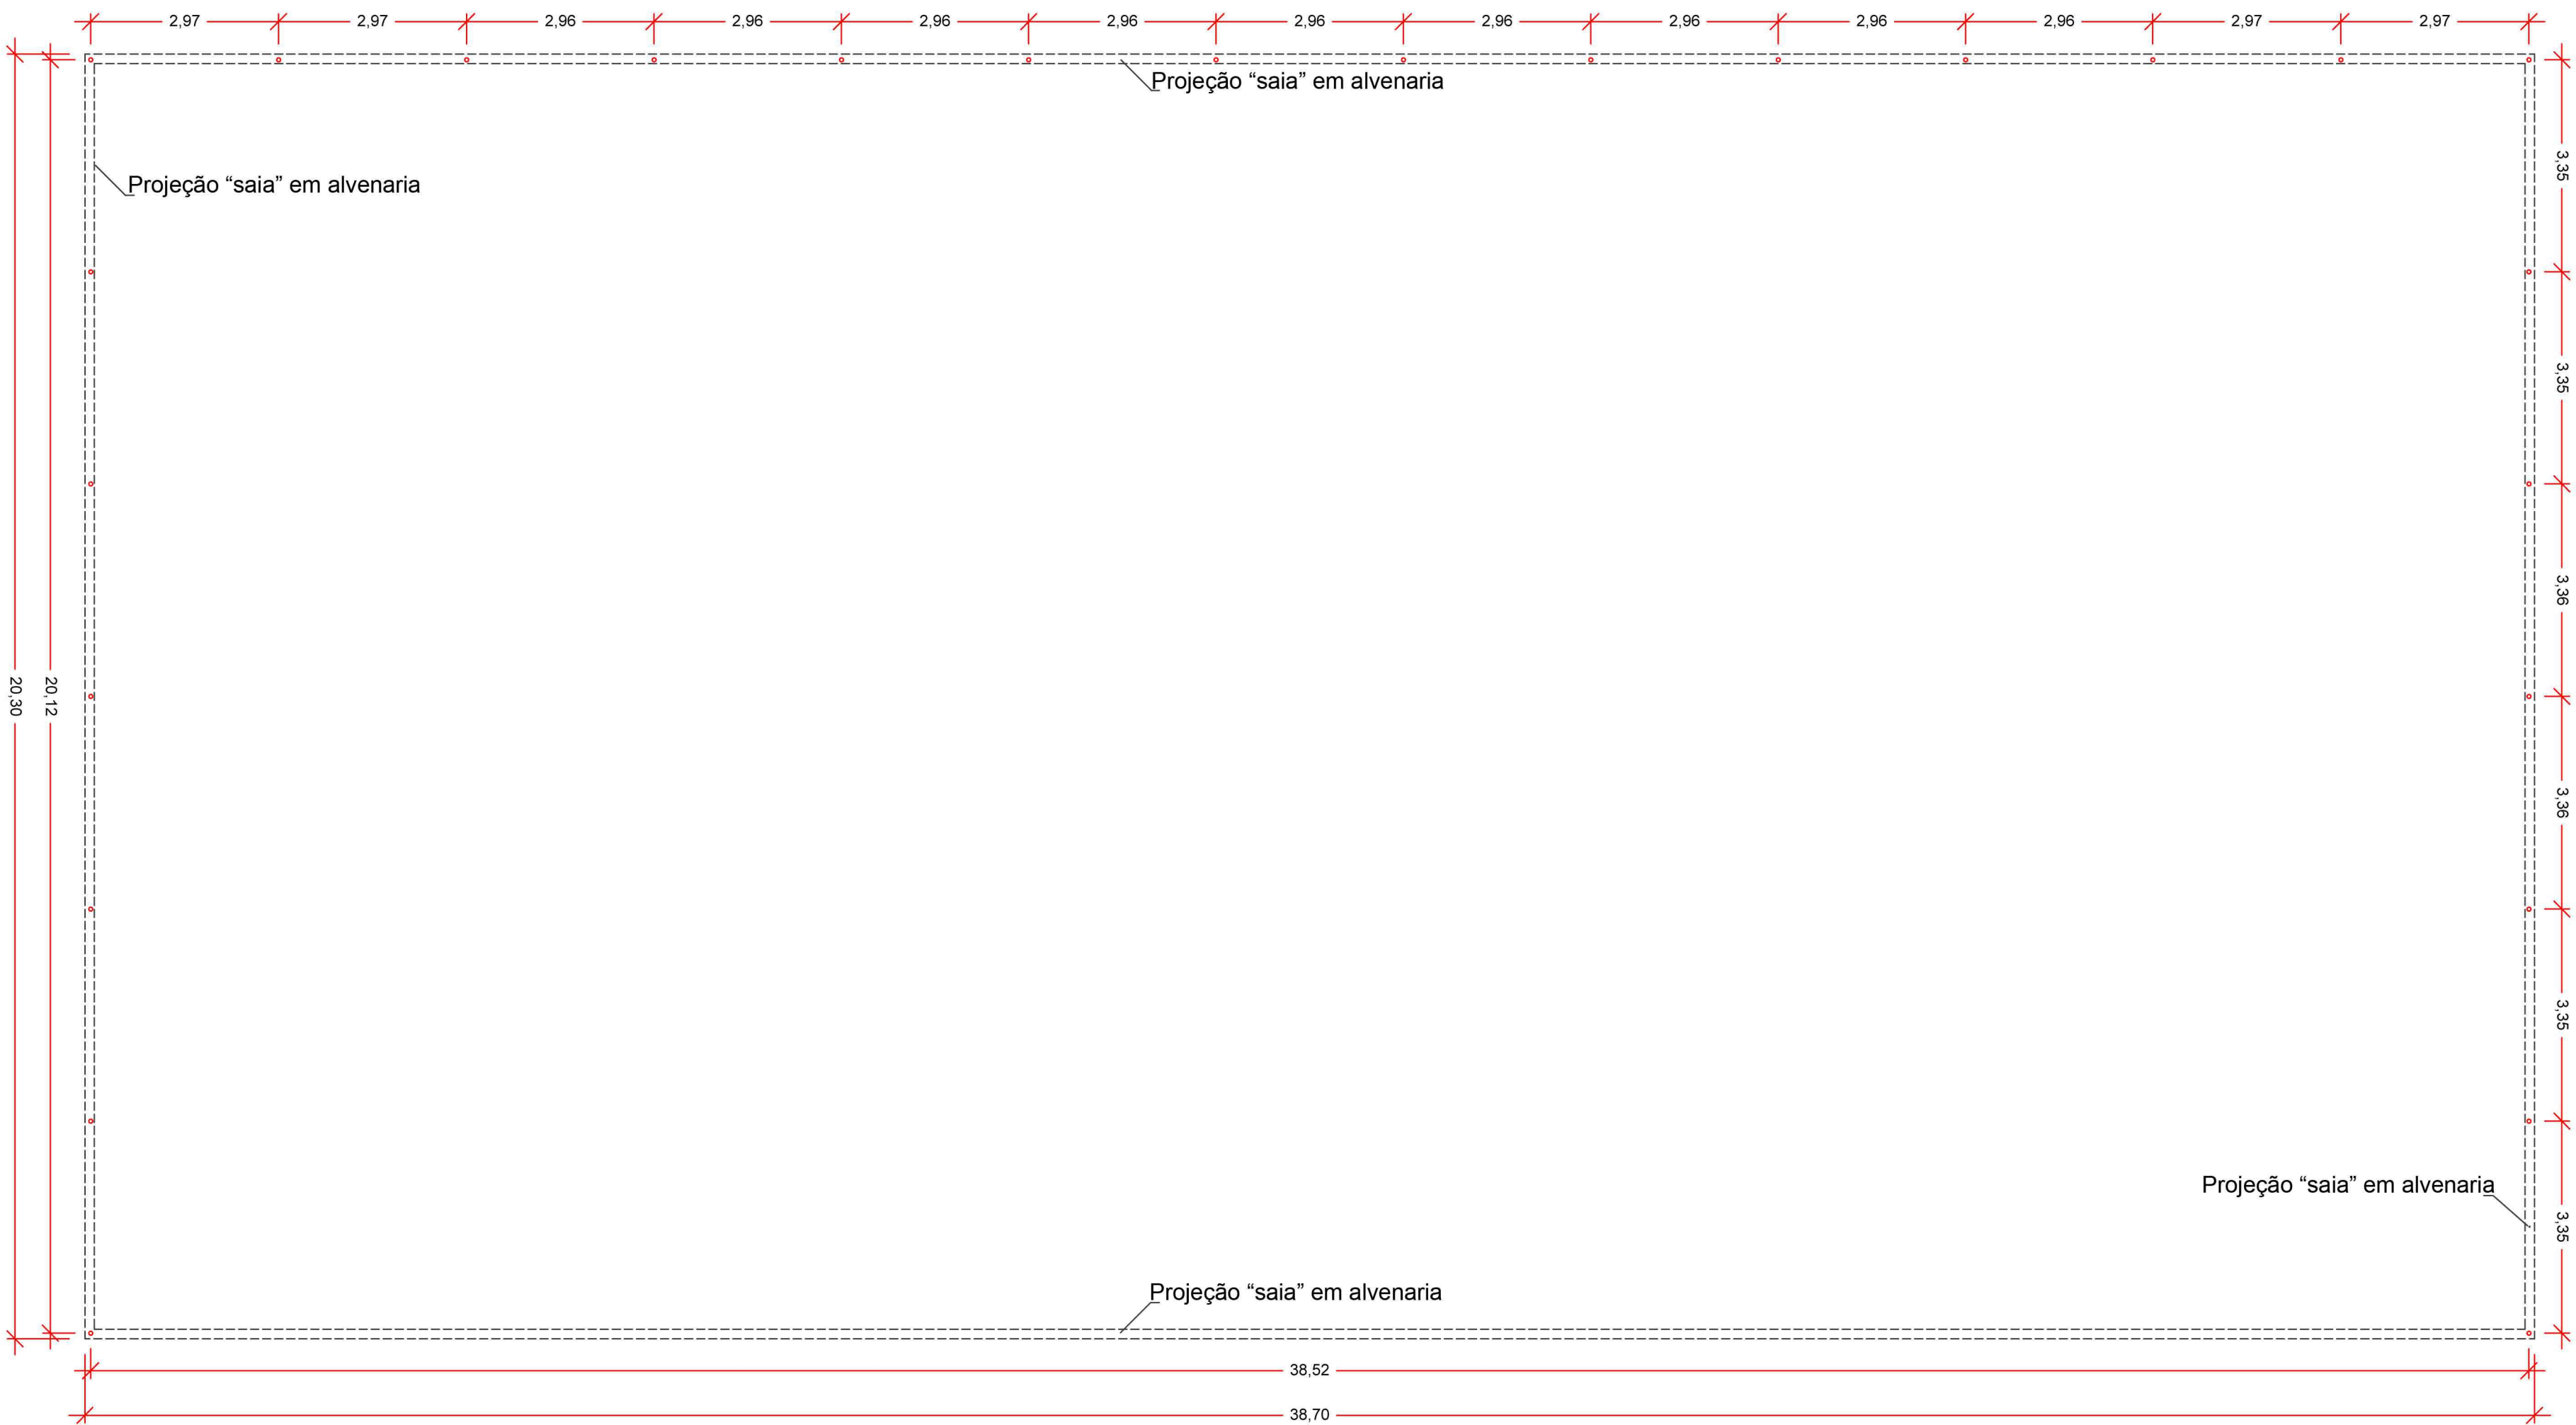 2,97 2,97 2,96 2,96 2,96 2,96 2,96 2,96 2,96 2,96 2,96 2,97 2,97
Projeção “saia” em alvenaria
3,35
Projeção “saia” em alvenaria
3,35
3,36
20,30 20,12
3,36
3,35
Projeção “saia” em alvenaria
3,35
Projeção “saia” em alvenaria
38,52
38,70